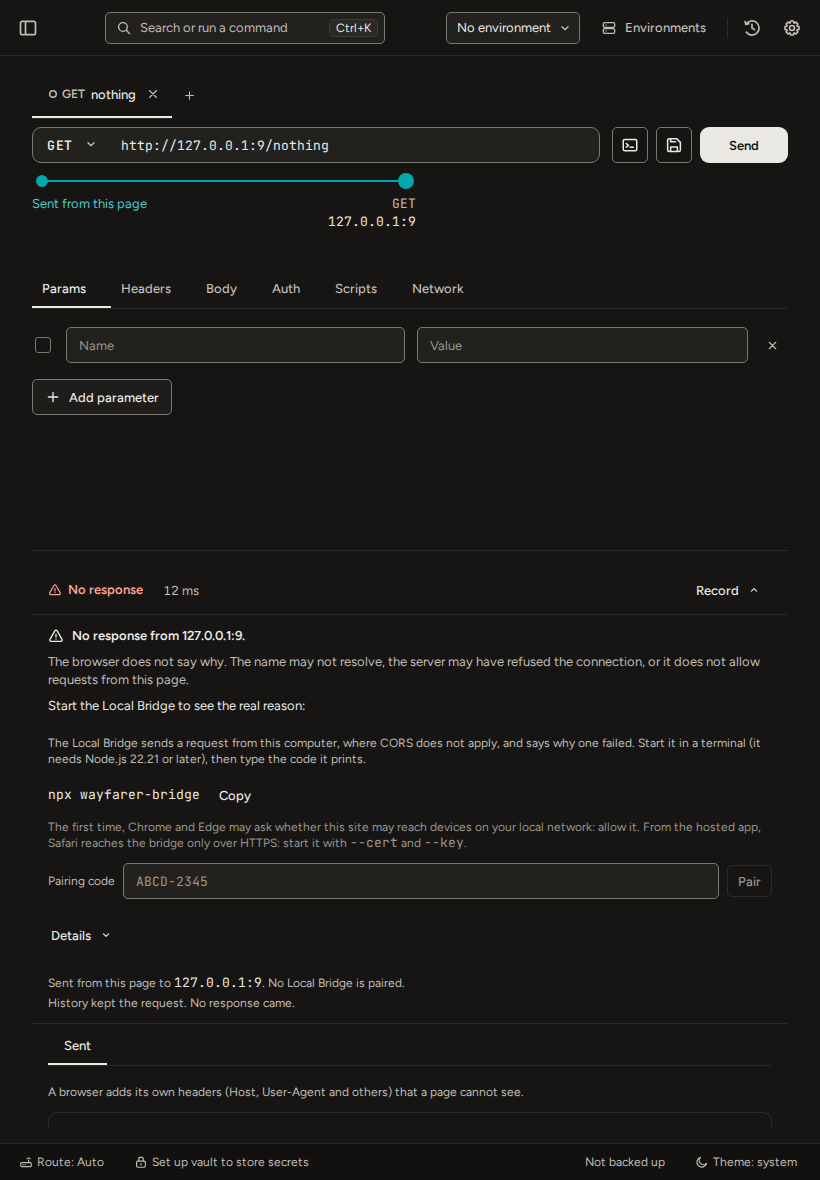 Search or run a command Ctrl+K No environment Environments
GET nothing
GET http://127.0.0.1:9/nothing Send
Sent from this page GET
127.0.0.1:9
Params Headers Body Auth Scripts Network
Name Value
Add parameter
No response 12 ms Record
No response from 127.0.0.1:9.
The browser does not say why. The name may not resolve, the server may have refused the connection, or it does not allow
requests from this page.
Start the Local Bridge to see the real reason:
The Local Bridge sends a request from this computer, where CORS does not apply, and says why one failed. Start it in a terminal (it
needs Node.js 22.21 or later), then type the code it prints.
npx wayfarer-bridge Copy
The first time, Chrome and Edge may ask whether this site may reach devices on your local network: allow it. From the hosted app,
Safari reaches the bridge only over HTTPS: start it with --cert and --key.
Pairing code ABCD-2345 Pair
Details
Sent from this page to 127.0.0.1:9. No Local Bridge is paired.
History kept the request. No response came.
Sent
A browser adds its own headers (Host, User-Agent and others) that a page cannot see.
Route: Auto Set up vault to store secrets Not backed up Theme: system